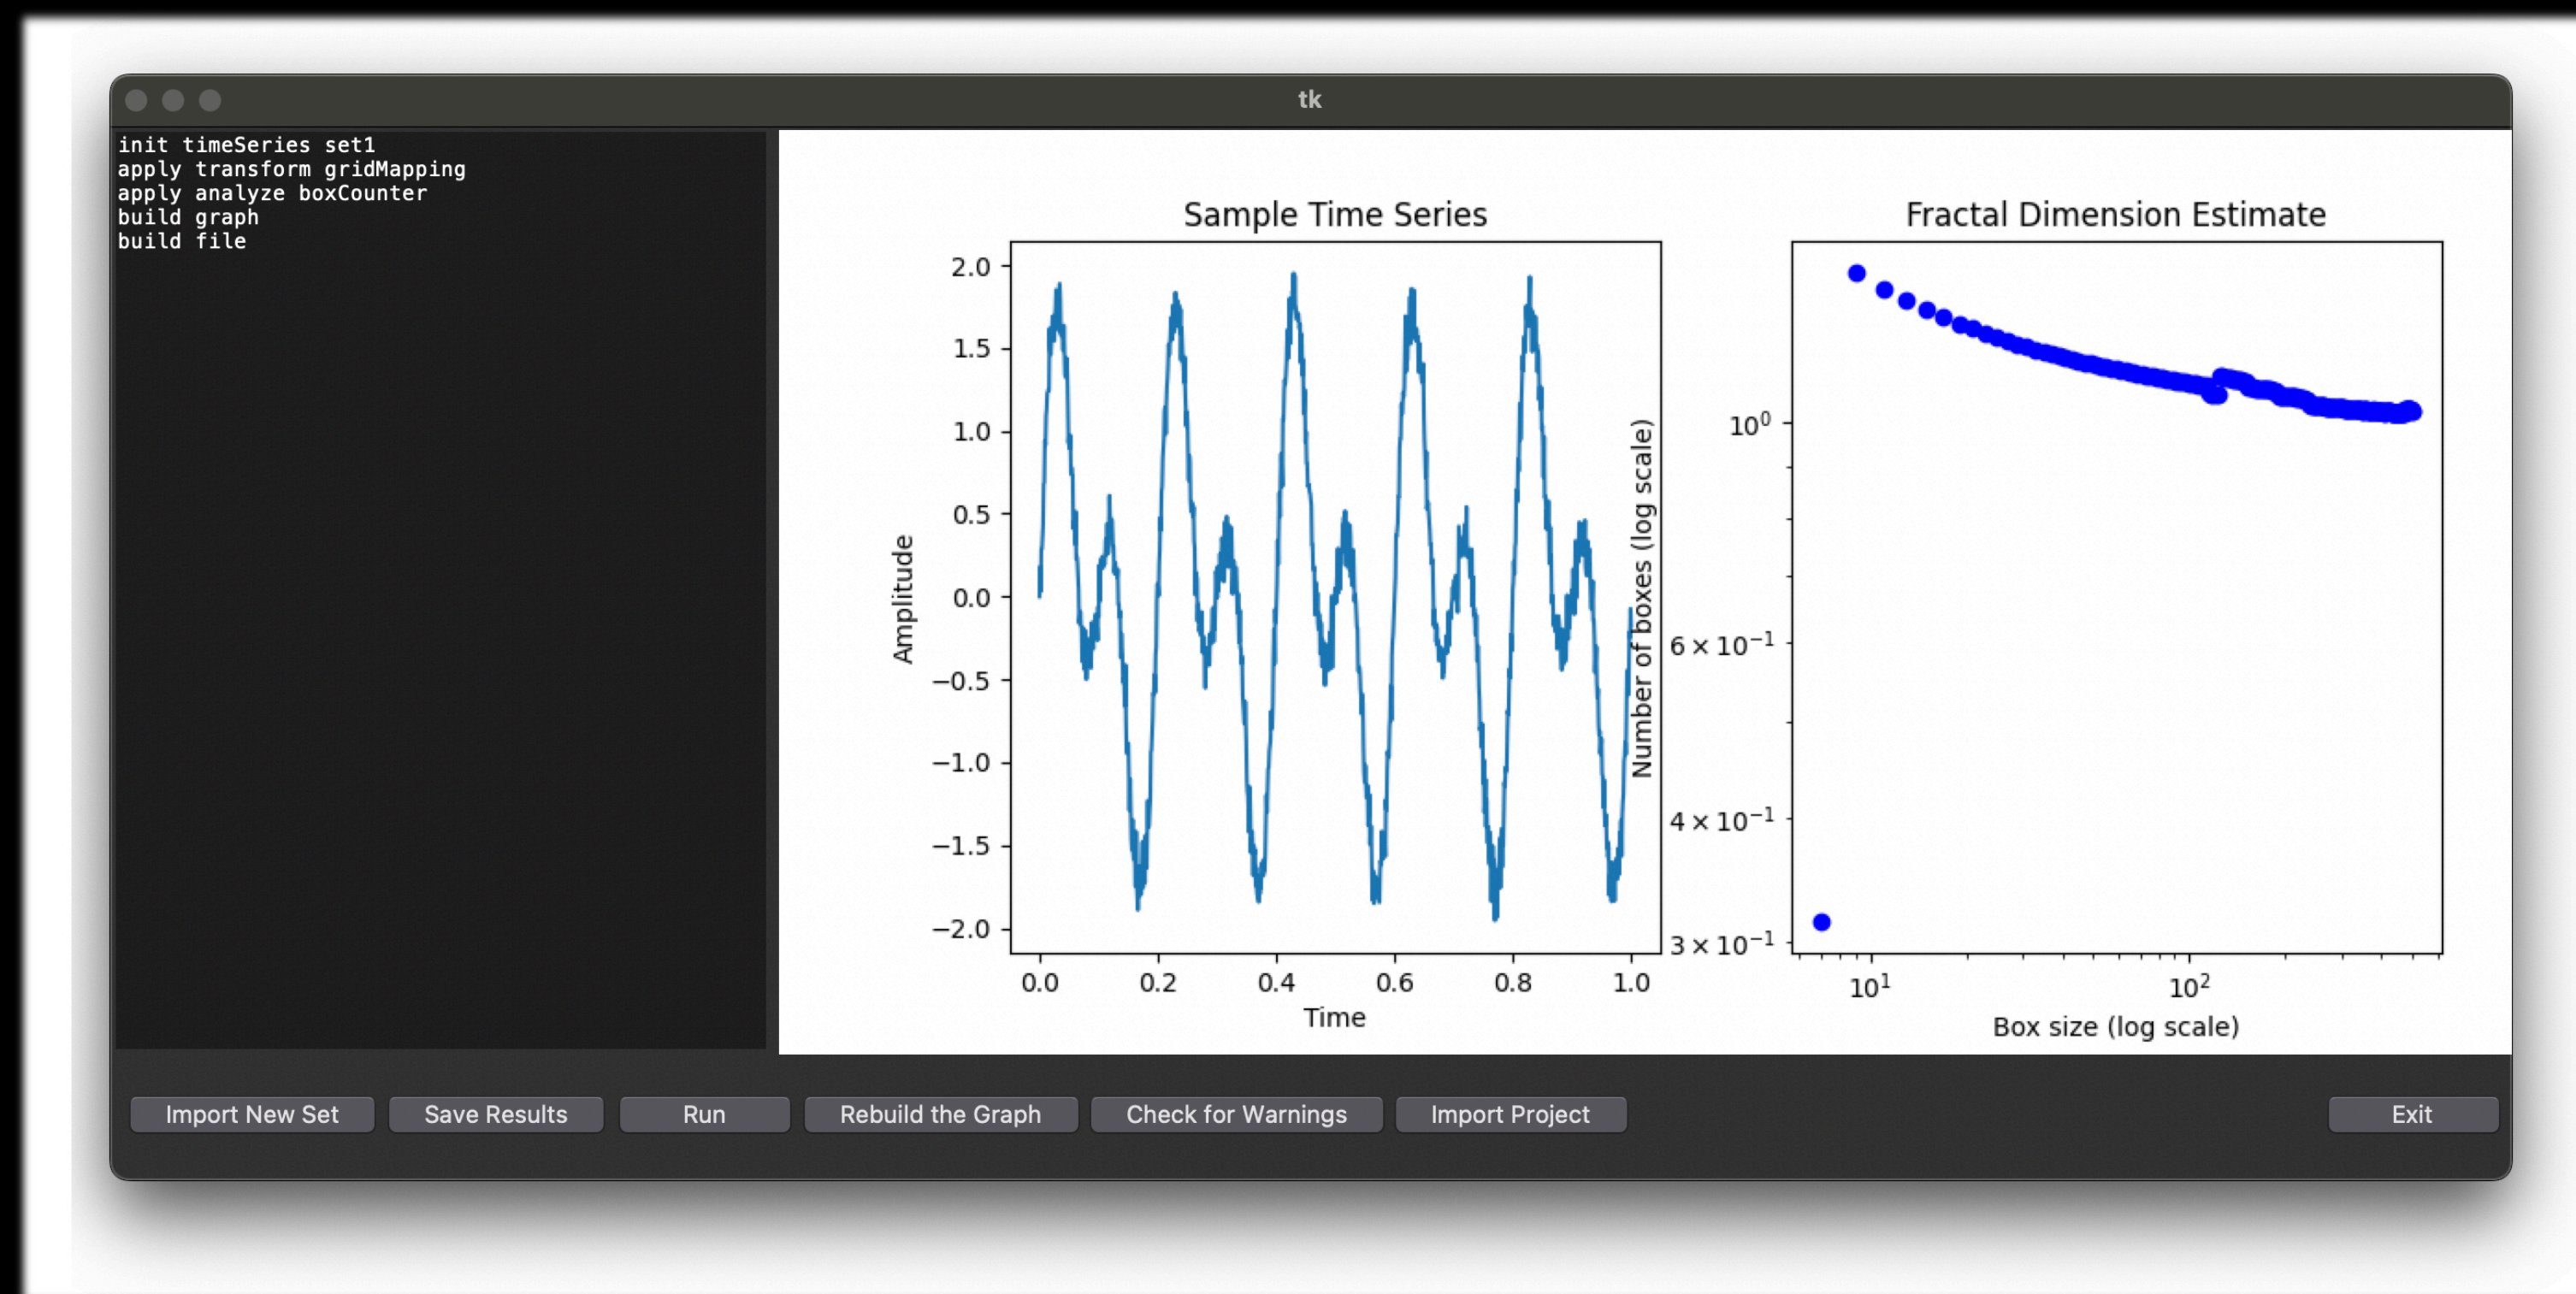 tk
init timeSeries set1
apply transform gridMapping
apply analyze boxCounter
build graph
build file
Sample Time Series
2.0
1.5
1.0
0.5
0.0
−0.5
−1.0
−1.5
−2.0
Amplitude
0.0 0.2 0.4 0.6 0.8 1.0
Time
Fractal Dimension Estimate
10⁰
6 × 10⁻¹
4 × 10⁻¹
3 × 10⁻¹
Number of boxes (log scale)
10¹ 10²
Box size (log scale)
Import New Set Save Results Run Rebuild the Graph Check for Warnings Import Project Exit